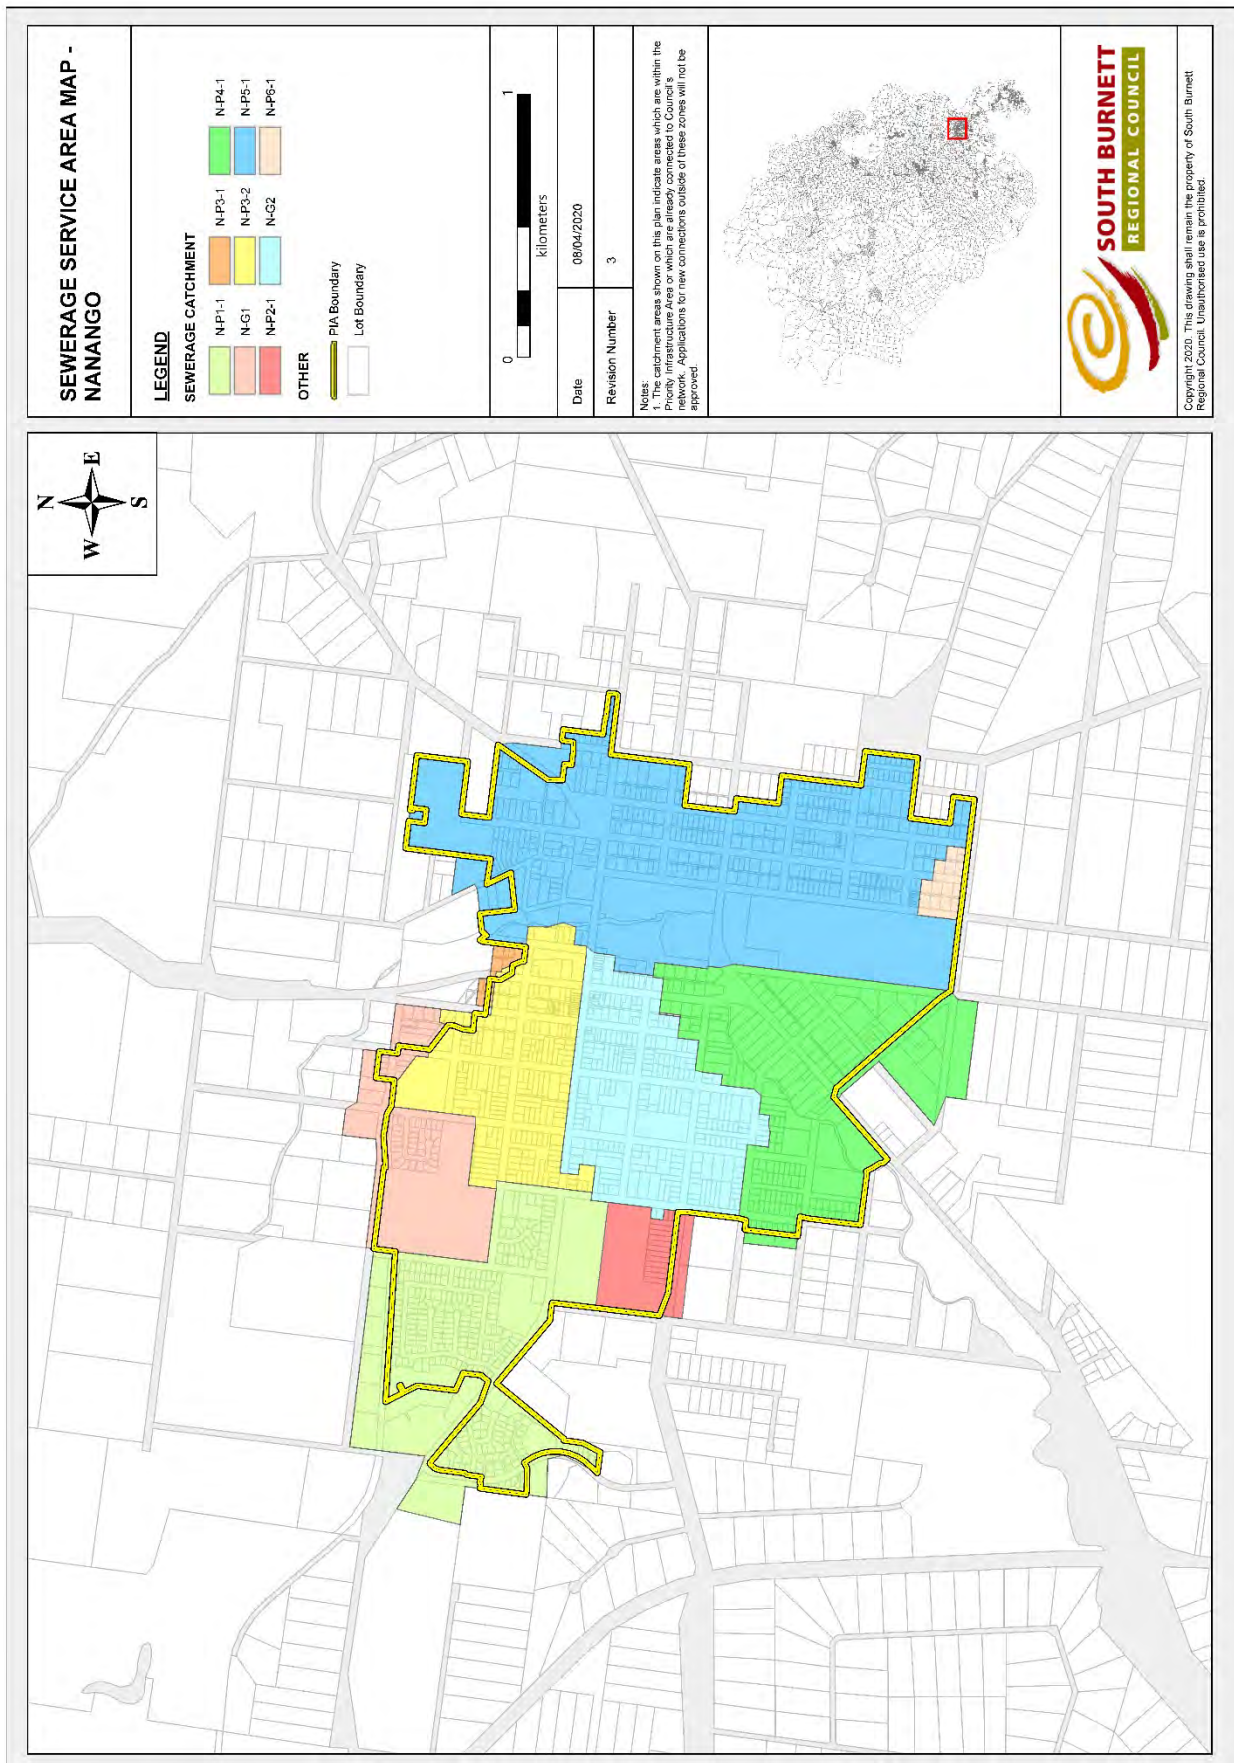 SEWERAGE SERVICE AREA MAP -
NANANGO
LEGEND
SEWERAGE CATCHMENT
N-P1-1
N-P3-1
N-P4-1
N-G1
N-P3-2
N-P5-1
N-P2-1
N-G2
N-P6-1
OTHER
PIA Boundary
Lot Boundary
0
1
kilometers
Date
08/04/2020
Revision Number
3
Notes:
1. The catchment areas shown on this plan indicate areas which are within the
Priority Infrastructure Area or which are already connected to Council's
network. Applications for new connections outside of these zones will not be
approved.
SOUTH BURNETT
REGIONAL COUNCIL
Copyright 2020. This drawing shall remain the property of South Burnett
Regional Council. Unauthorised use is prohibited.
N
W
E
S